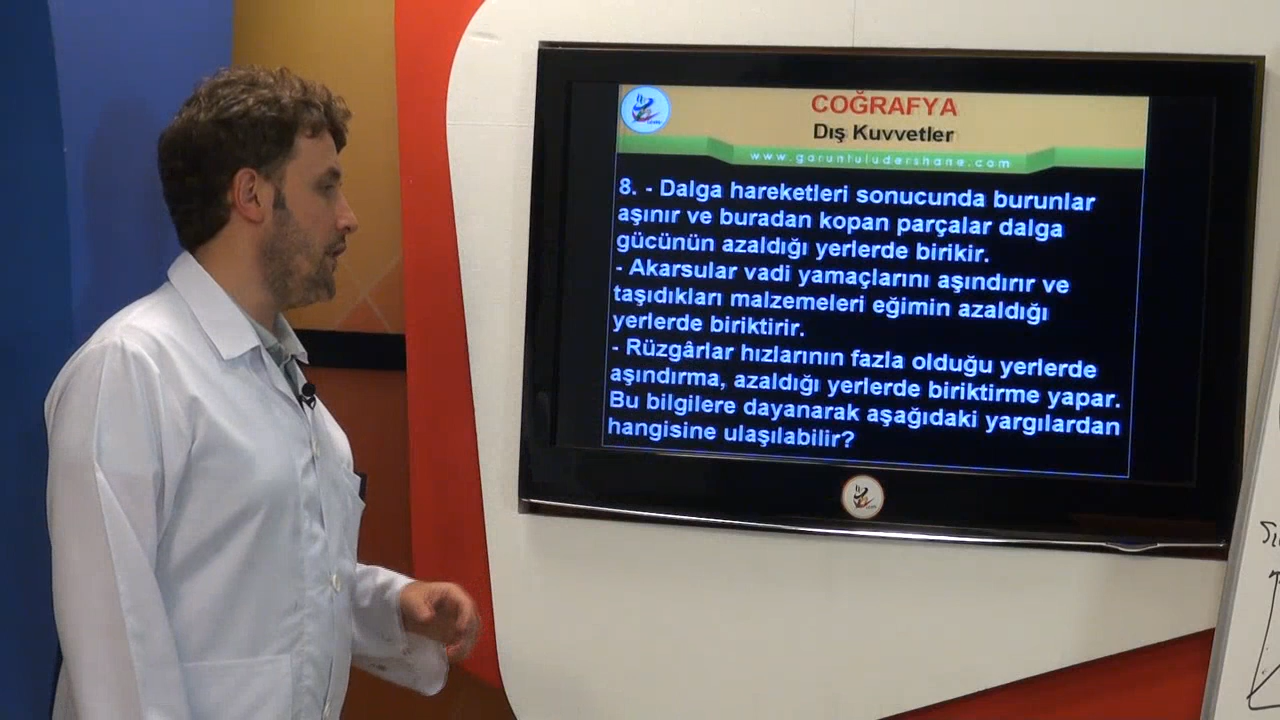 COĞRAFYA
Dış Kuvvetler
www.goruntuludershane.com
8. - Dalga hareketleri sonucunda burunlar
aşınır ve buradan kopan parçalar dalga
gücünün azaldığı yerlerde birikir.
- Akarsular vadi yamaçlarını aşındırır ve
taşıdıkları malzemeleri eğimin azaldığı
yerlerde biriktirir.
- Rüzgârlar hızlarının fazla olduğu yerlerde
aşındırma, azaldığı yerlerde biriktirme yapar.
Bu bilgilere dayanarak aşağıdaki yargılardan
hangisine ulaşılabilir?